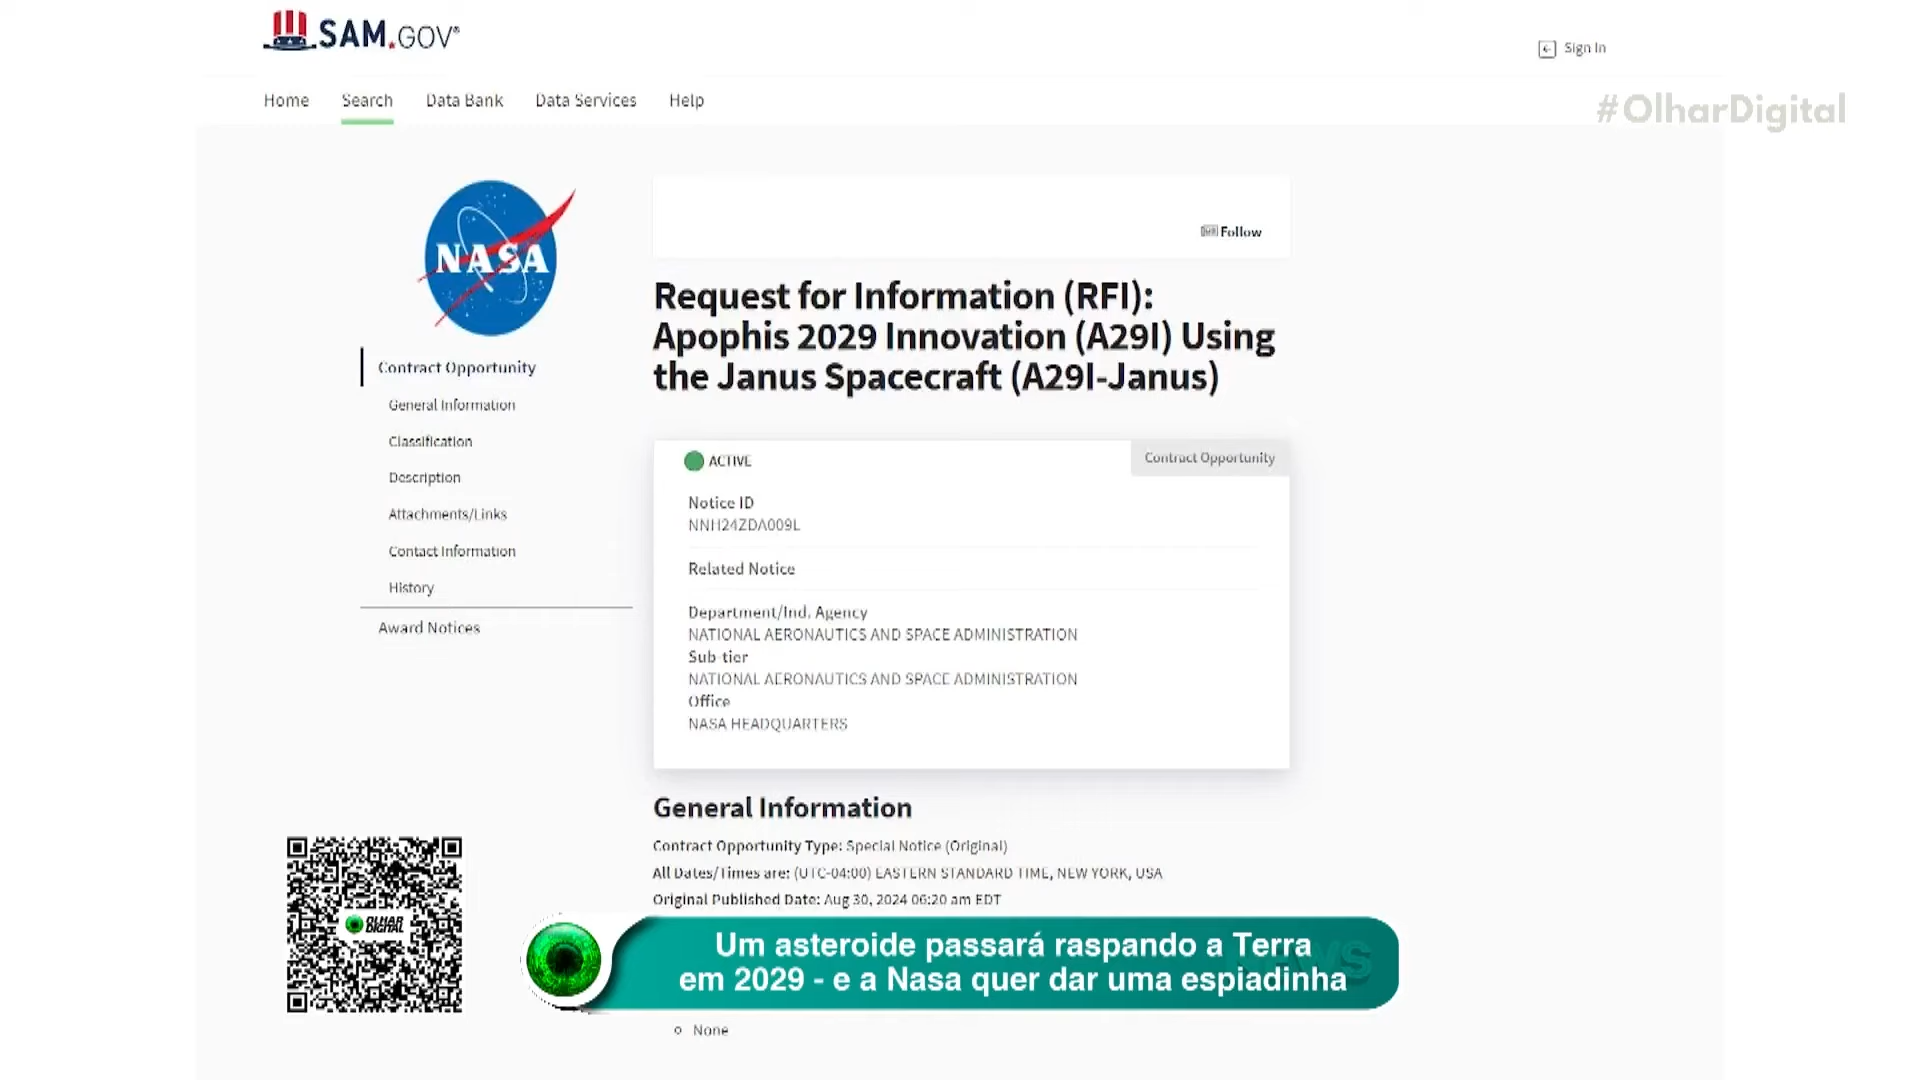 SAM.GOV®
Sign In
Home Search Data Bank Data Services Help
#OlharDigital
NASA
Follow
Request for Information (RFI):
Apophis 2029 Innovation (A29I) Using
the Janus Spacecraft (A29I-Janus)
Contract Opportunity
General Information
Classification
Description
Attachments/Links
Contact Information
History
Award Notices
ACTIVE
Contract Opportunity
Notice ID
NNH24ZDA009L
Related Notice
Department/Ind. Agency
NATIONAL AERONAUTICS AND SPACE ADMINISTRATION
Sub-tier
NATIONAL AERONAUTICS AND SPACE ADMINISTRATION
Office
NASA HEADQUARTERS
General Information
Contract Opportunity Type: Special Notice (Original)
All Dates/Times are: (UTC-04:00) EASTERN STANDARD TIME, NEW YORK, USA
Original Published Date: Aug 30, 2024 06:20 am EDT
OLHAR
DIGITAL
NEWS
Um asteroide passará raspando a Terra
em 2029 - e a Nasa quer dar uma espiadinha
None